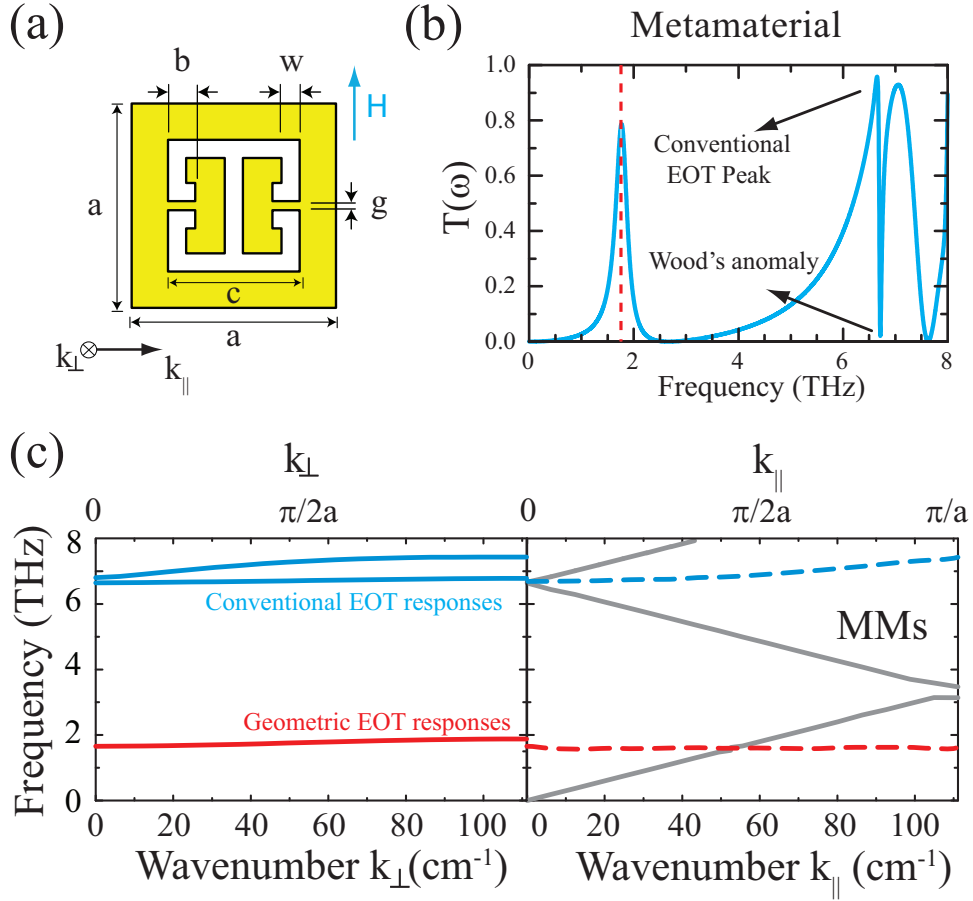 (a)
b
w
H
a
g
c
a
k⊥
k||
(b)
Metamaterial
1.0
0.8
0.6
0.4
0.2
0.0
T(ω)
Conventional
EOT Peak
Wood's anomaly
0
2
4
6
8
Frequency (THz)
(c)
k⊥
k||
0
π/2a
0
π/2a
π/a
8
6
4
2
0
Frequency (THz)
Conventional EOT responses
Geometric EOT responses
MMs
0
20
40
60
80
100
0
20
40
60
80
100
Wavenumber k⊥(cm⁻¹)
Wavenumber k|| (cm⁻¹)